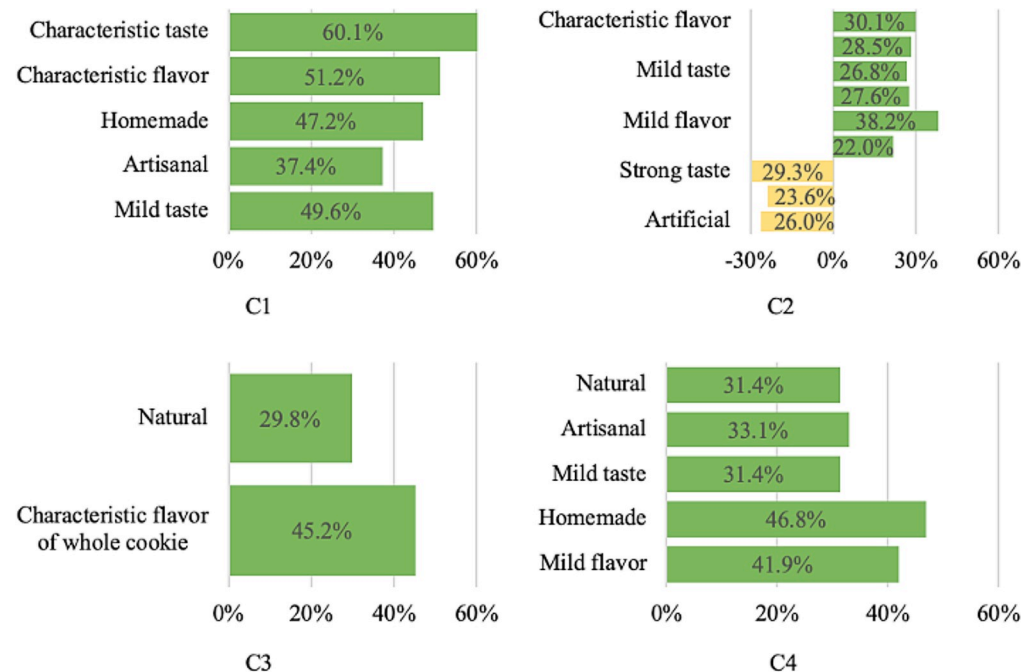 Characteristic taste 60.1%
Characteristic flavor 51.2%
Homemade 47.2%
Artisanal 37.4%
Mild taste 49.6%
0% 20% 40% 60%
C1
Characteristic flavor 30.1%
28.5%
Mild taste 26.8%
27.6%
Mild flavor 38.2%
22.0%
Strong taste 29.3%
23.6%
Artificial 26.0%
-30% 0% 30% 60%
C2
Natural 29.8%
Characteristic flavor
of whole cookie
45.2%
0% 20% 40% 60%
C3
Natural 31.4%
Artisanal 33.1%
Mild taste 31.4%
Homemade 46.8%
Mild flavor 41.9%
0% 20% 40% 60%
C4